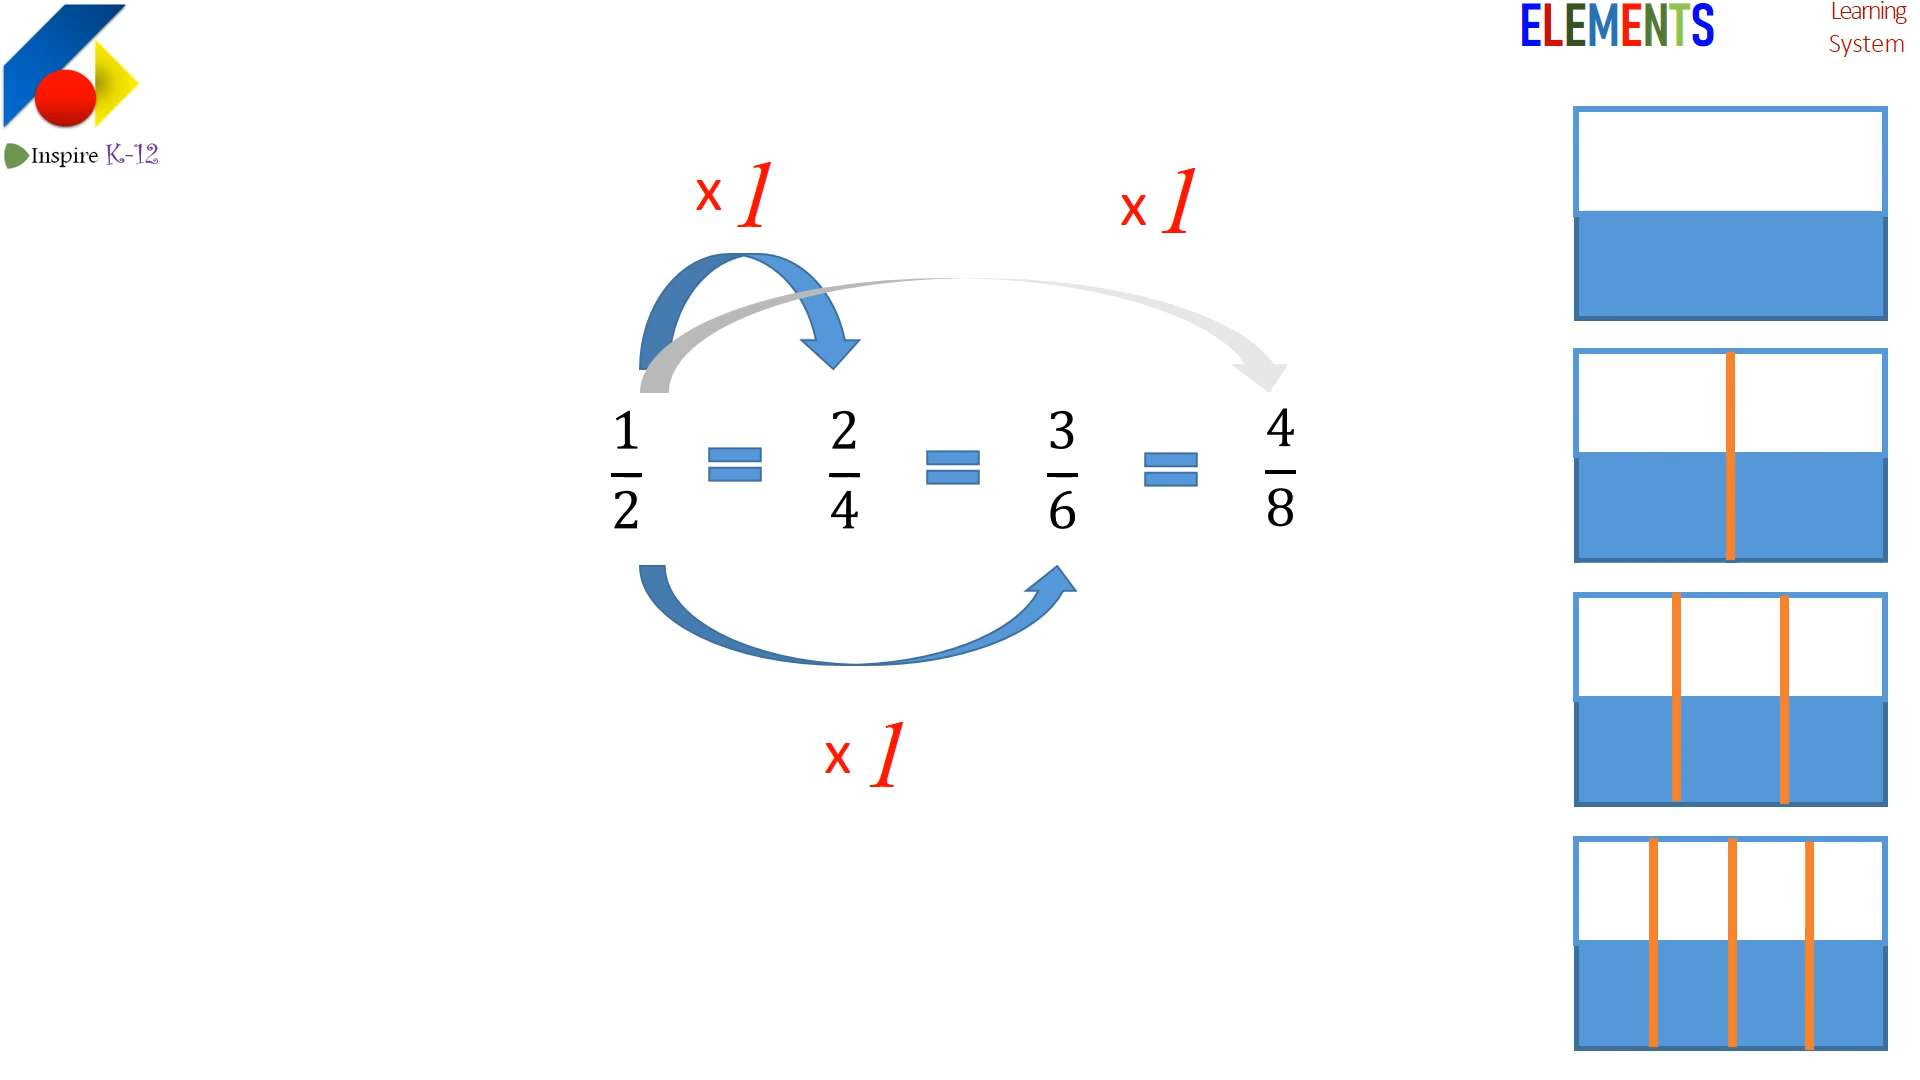 ELEMENTS
Learning
System
Inspire K-12
x 1
x 1
1/2 = 2/4 = 3/6 = 4/8
x 1